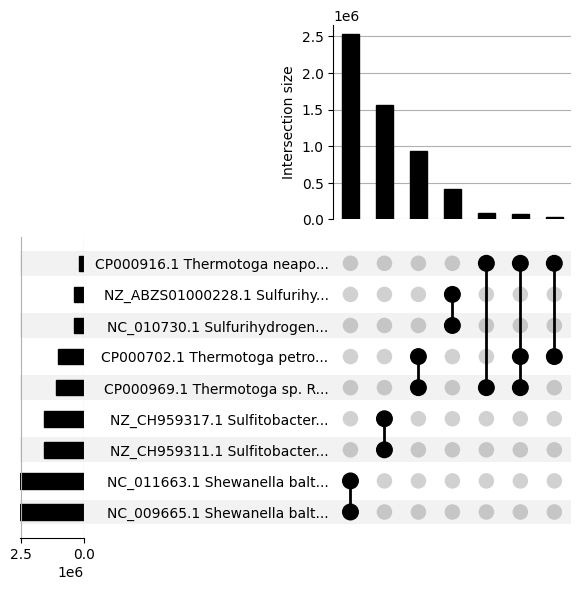 1e6
2.5
2.0
1.5
1.0
0.5
0.0
Intersection size
CP000916.1 Thermotoga neapo...
NZ_ABZS01000228.1 Sulfurihy...
NC_010730.1 Sulfurihydrogen...
CP000702.1 Thermotoga petro...
CP000969.1 Thermotoga sp. R...
NZ_CH959317.1 Sulfitobacter...
NZ_CH959311.1 Sulfitobacter...
NC_011663.1 Shewanella balt...
NC_009665.1 Shewanella balt...
2.5 0.0
1e6